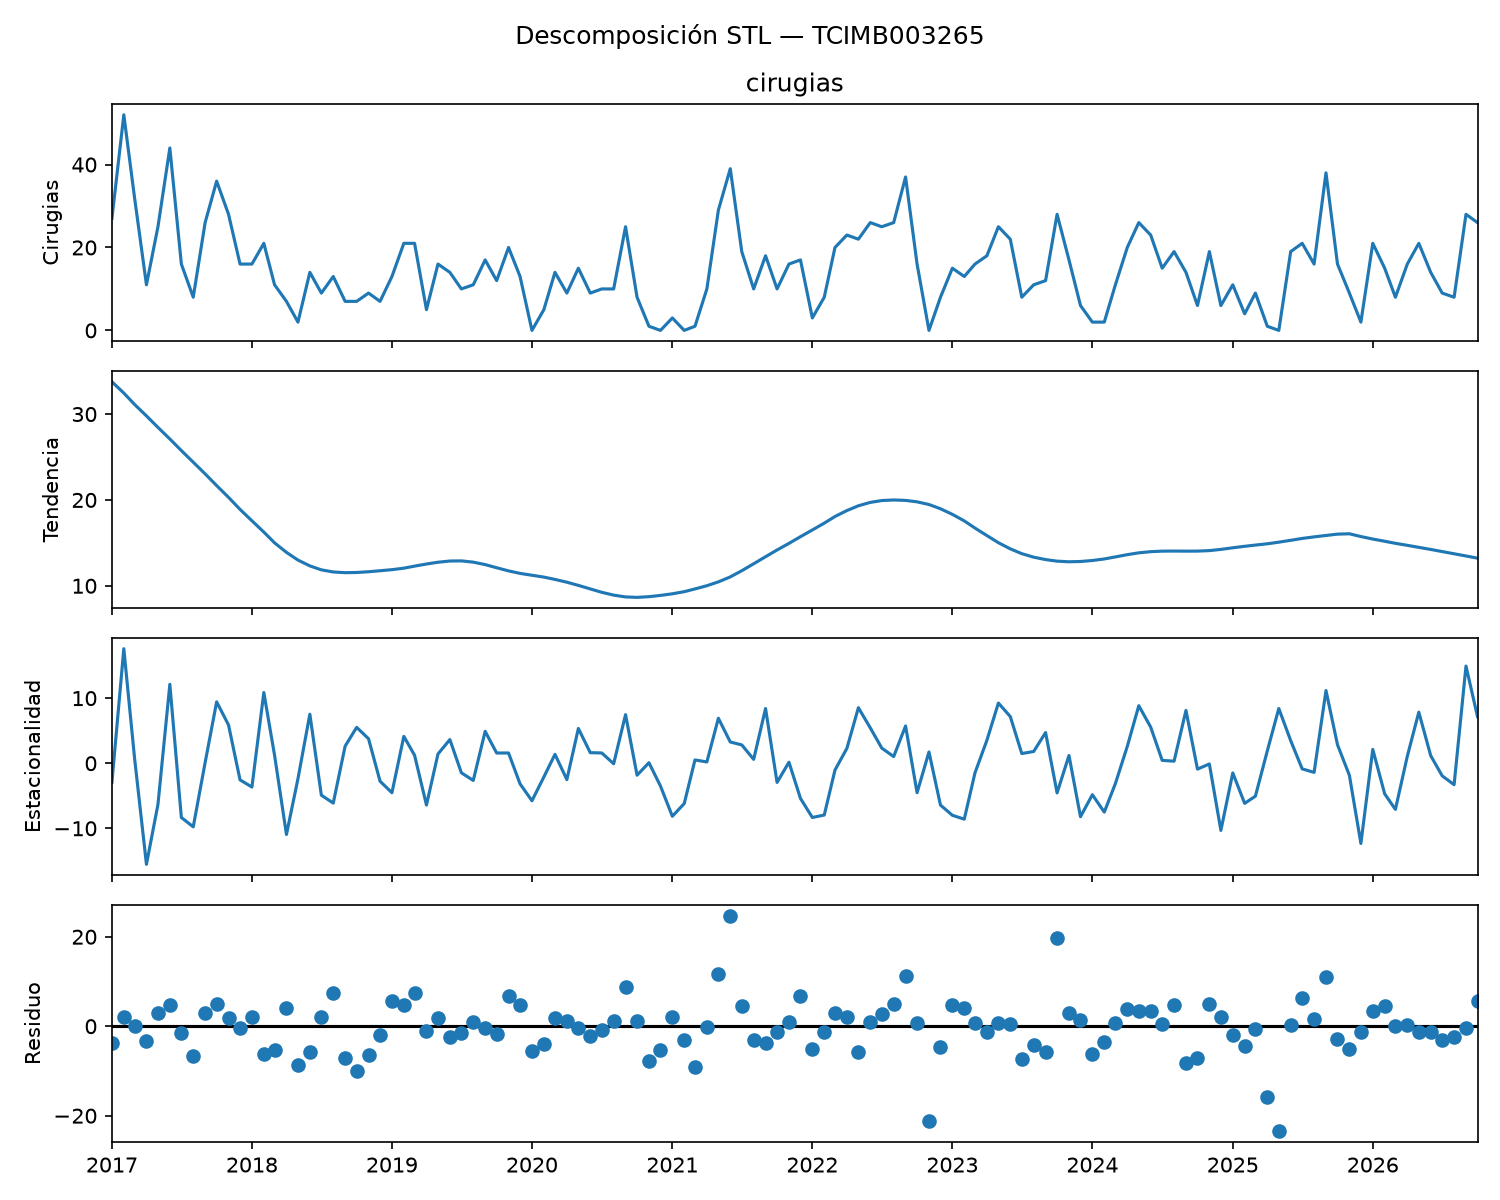 Descomposición STL — TCIMB003265
cirugias
Cirugias
40
20
0
Tendencia
30
20
10
Estacionalidad
10
0
−10
Residuo
20
0
−20
2017 2018 2019 2020 2021 2022 2023 2024 2025 2026